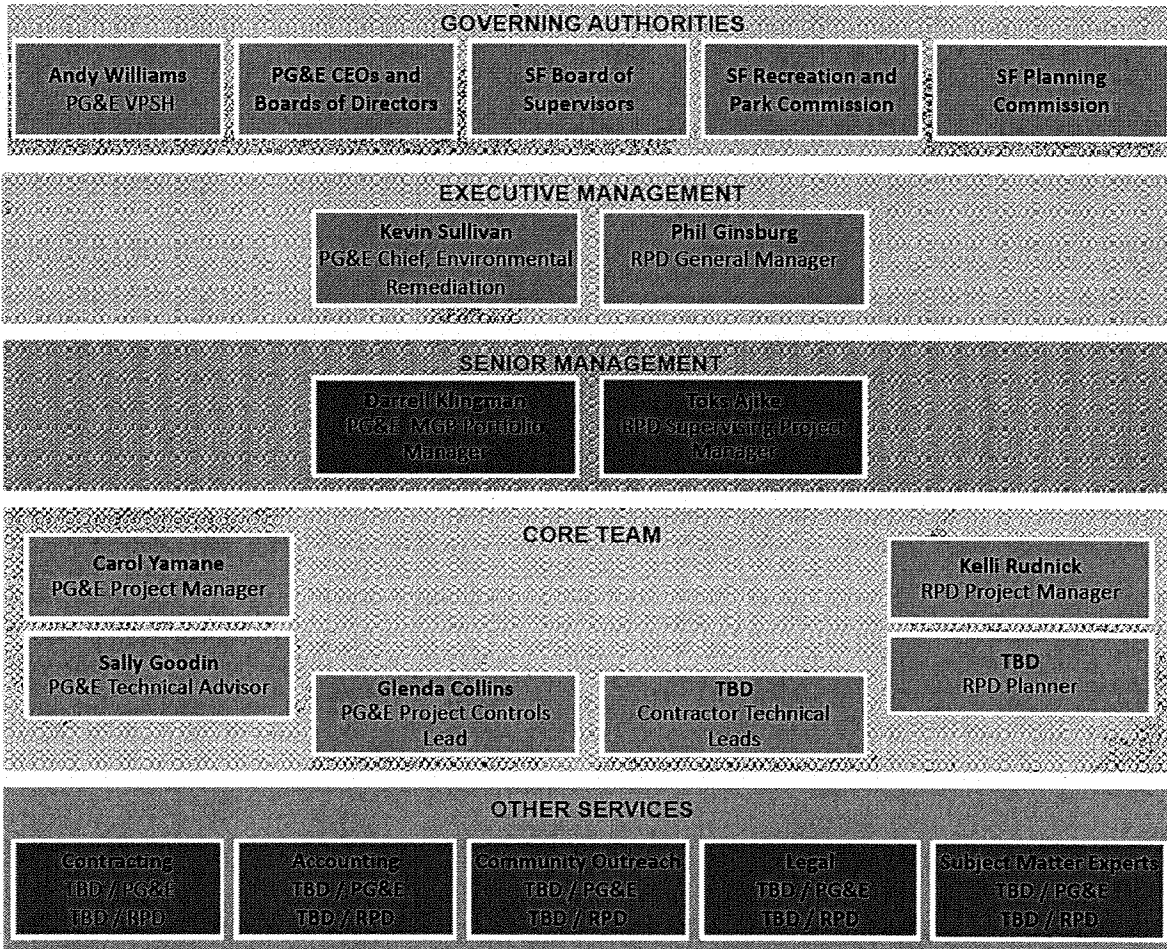 GOVERNING AUTHORITIES
Andy Williams
PG&E VPSH
PG&E CEOs and
Boards of Directors
SF Board of
Supervisors
SF Recreation and
Park Commission
SF Planning
Commission
EXECUTIVE MANAGEMENT
Kevin Sullivan
PG&E Chief, Environmental
Remediation
Phil Ginsburg
RPD General Manager
SENIOR MANAGEMENT
Darrell Klingman
PG&E MGP Portfolio
Manager
Toks Ajike
RPD Supervising Project
Manager
CORE TEAM
Carol Yamane
PG&E Project Manager
Sally Goodin
PG&E Technical Advisor
Glenda Collins
PG&E Project Controls
Lead
TBD
Contractor Technical
Leads
Kelli Rudnick
RPD Project Manager
TBD
RPD Planner
OTHER SERVICES
Contracting
TBD / PG&E
TBD / RPD
Accounting
TBD / PG&E
TBD / RPD
Community Outreach
TBD / PG&E
TBD / RPD
Legal
TBD / PG&E
TBD / RPD
Subject Matter Experts
TBD / PG&E
TBD / RPD